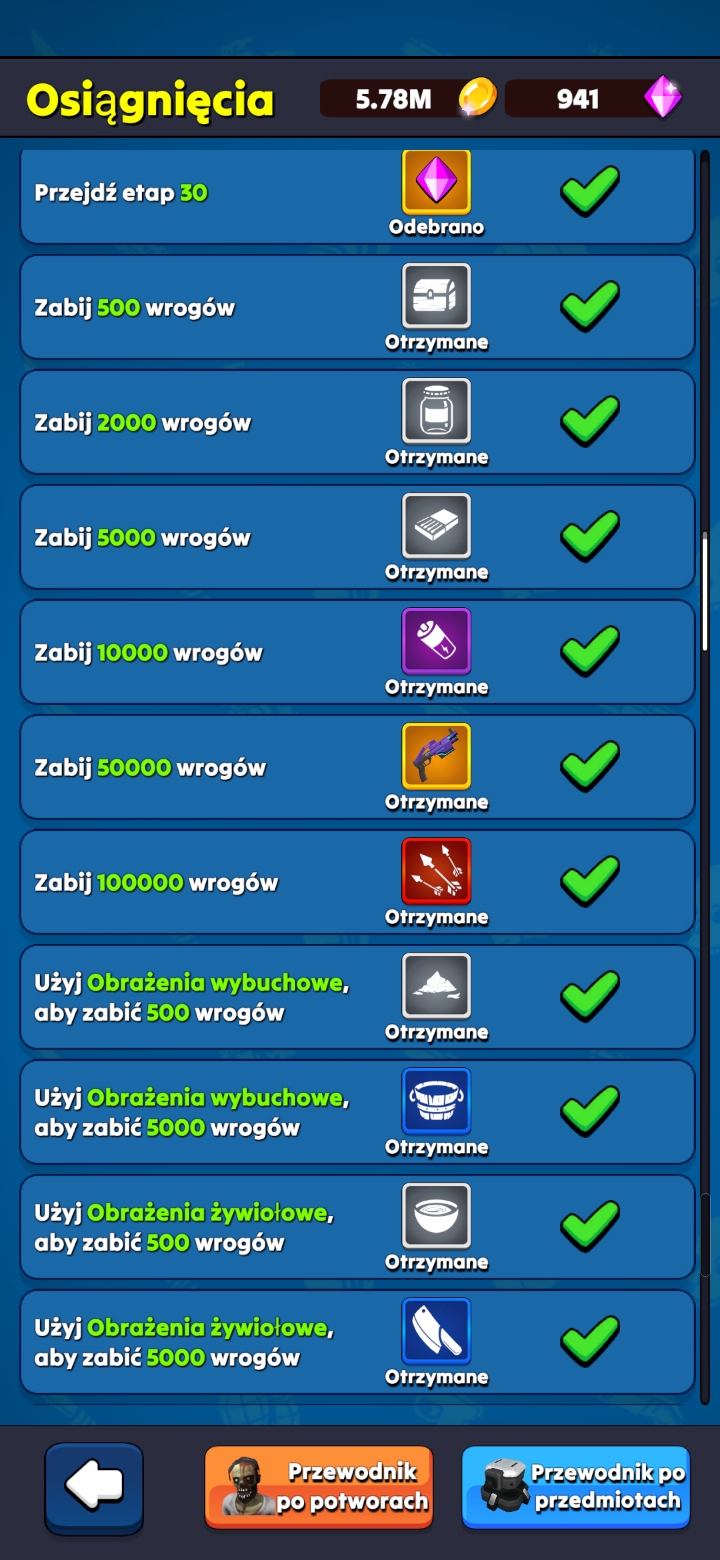 Osiągnięcia
5.78M
941
Przejdź etap 30
Odebrano
Zabij 500 wrogów
Otrzymane
Zabij 2000 wrogów
Otrzymane
Zabij 5000 wrogów
Otrzymane
Zabij 10000 wrogów
Otrzymane
Zabij 50000 wrogów
Otrzymane
Zabij 100000 wrogów
Otrzymane
Użyj Obrażenia wybuchowe,
aby zabić 500 wrogów
Otrzymane
Użyj Obrażenia wybuchowe,
aby zabić 5000 wrogów
Otrzymane
Użyj Obrażenia żywiołowe,
aby zabić 500 wrogów
Otrzymane
Użyj Obrażenia żywiołowe,
aby zabić 5000 wrogów
Otrzymane
Przewodnik
po potworach
Przewodnik po
przedmiotach